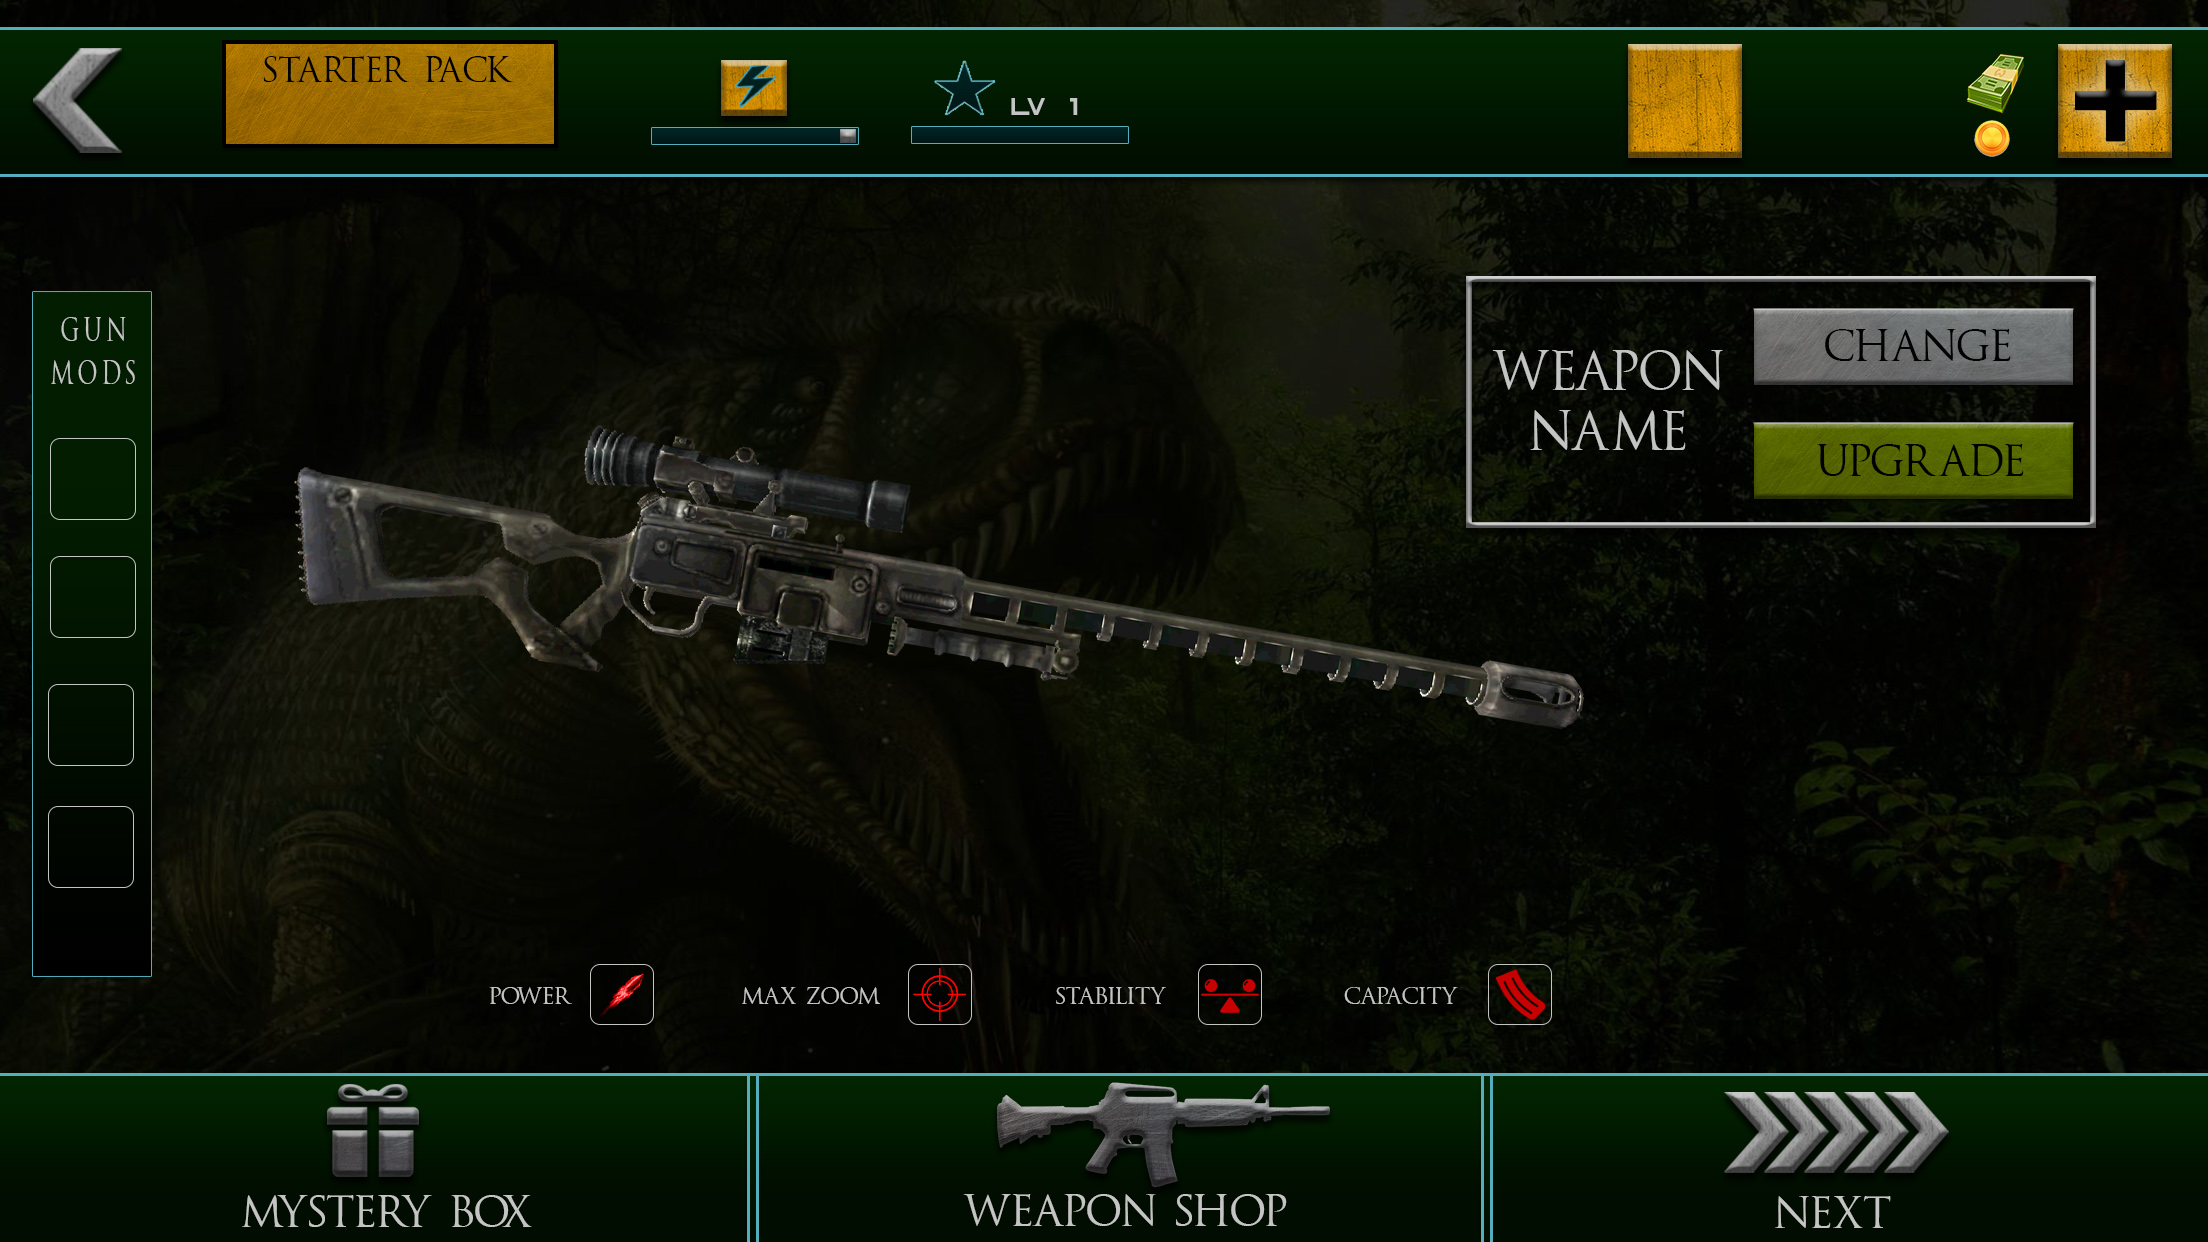 STARTER PACK
LV 1
GUN
MODS
WEAPON
NAME
CHANGE
UPGRADE
POWER
MAX ZOOM
STABILITY
CAPACITY
MYSTERY BOX
WEAPON SHOP
NEXT